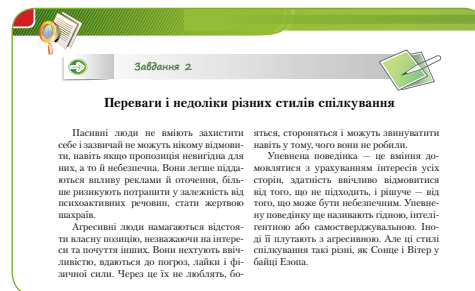 Завдання 2
Переваги і недоліки різних стилів спілкування
Пасивні люди не вміють захистити
себе і зазвичай не можуть нікому відмови-
ти, навіть якщо пропозиція невигідна для
них, а то й небезпечна. Вони легше підда-
ються впливу реклами й оточення, біль-
ше ризикують потрапити у залежність від
психоактивних речовин, стати жертвою
шахраїв.
Агресивні люди намагаються відстоя-
ти власну позицію, незважаючи на інтере-
си та почуття інших. Вони нехтують ввіч-
ливістю, вдаються до погроз, лайки і фі-
зичної сили. Через це їх не люблять, бо-
яться, стороняться і можуть звинуватити
навіть у тому, чого вони не робили.
Упевнена поведінка — це вміння до-
мовлятися з урахуванням інтересів усіх
сторін, здатність ввічливо відмовитися
від того, що не підходить, і рішуче — від
того, що може бути небезпечним. Упевне-
ну поведінку ще називають гідною, інтелі-
гентною або самостверджувальною. Іно-
ді її плутають з агресивною. Але ці стилі
спілкування такі різні, як Сонце і Вітер у
байці Езопа.